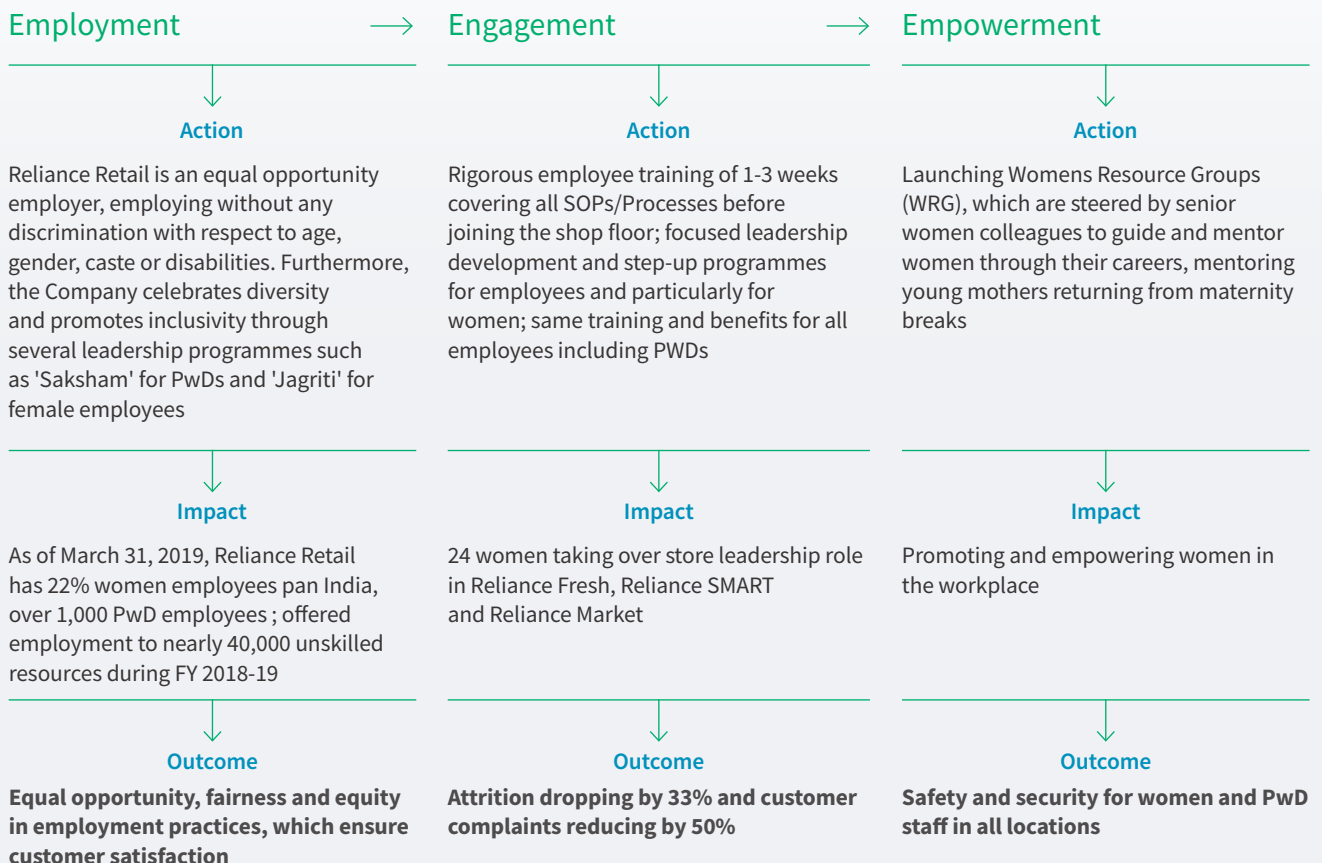 Employment
Engagement
Empowerment
Action
Reliance Retail is an equal opportunity
employer, employing without any
discrimination with respect to age,
gender, caste or disabilities. Furthermore,
the Company celebrates diversity
and promotes inclusivity through
several leadership programmes such
as 'Saksham' for PwDs and 'Jagriti' for
female employees
Action
Rigorous employee training of 1-3 weeks
covering all SOPs/Processes before
joining the shop floor; focused leadership
development and step-up programmes
for employees and particularly for
women; same training and benefits for all
employees including PWDs
Action
Launching Womens Resource Groups
(WRG), which are steered by senior
women colleagues to guide and mentor
women through their careers, mentoring
young mothers returning from maternity
breaks
Impact
As of March 31, 2019, Reliance Retail
has 22% women employees pan India,
over 1,000 PwD employees ; offered
employment to nearly 40,000 unskilled
resources during FY 2018-19
Impact
24 women taking over store leadership role
in Reliance Fresh, Reliance SMART
and Reliance Market
Impact
Promoting and empowering women in
the workplace
Outcome
Equal opportunity, fairness and equity
in employment practices, which ensure
customer satisfaction
Outcome
Attrition dropping by 33% and customer
complaints reducing by 50%
Outcome
Safety and security for women and PwD
staff in all locations